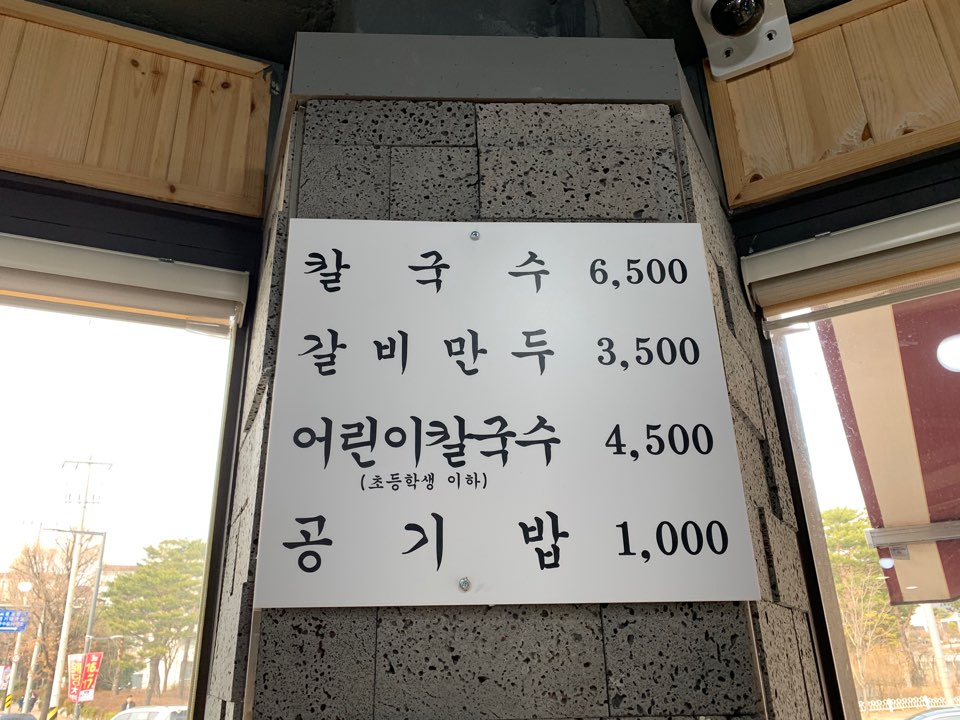 칼국수 6,500
갈비만두 3,500
어린이칼국수 4,500
(초등학생 이하)
공기밥 1,000